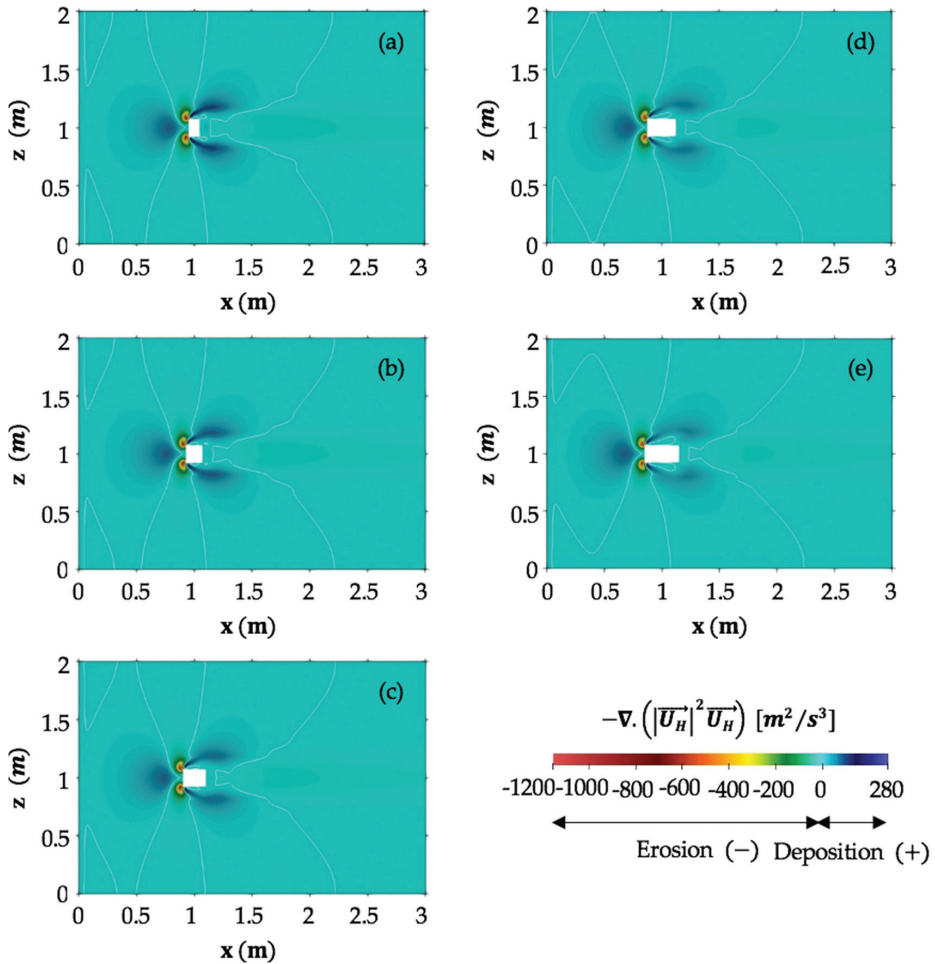 2
(a)
1.5
z (m)
1
0.5
0
0 0.5 1 1.5 2 2.5 3
x (m)
2
(d)
1.5
z (m)
1
0.5
0
0 0.5 1 1.5 2 2.5 3
x (m)
2
(b)
1.5
z (m)
1
0.5
0
0 0.5 1 1.5 2 2.5 3
x (m)
2
(e)
1.5
z (m)
1
0.5
0
0 0.5 1 1.5 2 2.5 3
x (m)
2
(c)
1.5
z (m)
1
0.5
0
0 0.5 1 1.5 2 2.5 3
x (m)
−∇.(|U_H|²U_H) [m²/s³]
-1200 -1000 -800 -600 -400 -200 0 280
Erosion (−) Deposition (+)